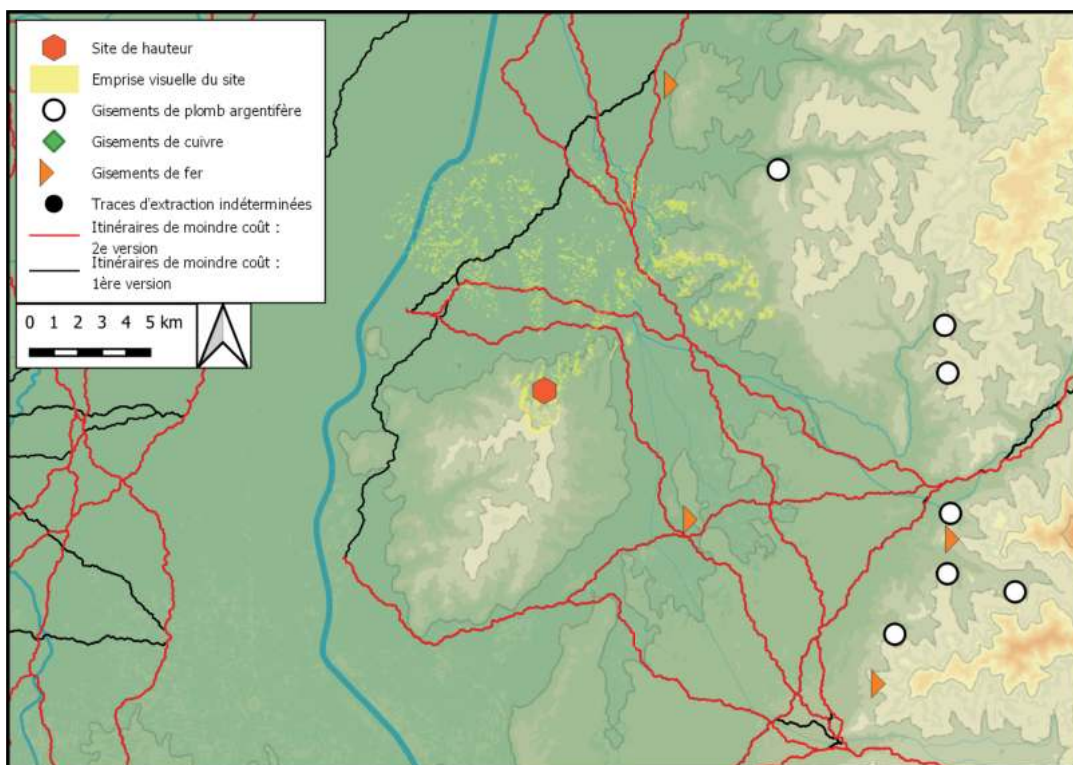 Site de hauteur
Emprise visuelle du site
Gisements de plomb argentifère
Gisements de cuivre
Gisements de fer
Traces d'extraction indéterminées
Itinéraires de moindre coût :
2e version
Itinéraires de moindre coût :
1ère version
0 1 2 3 4 5 km